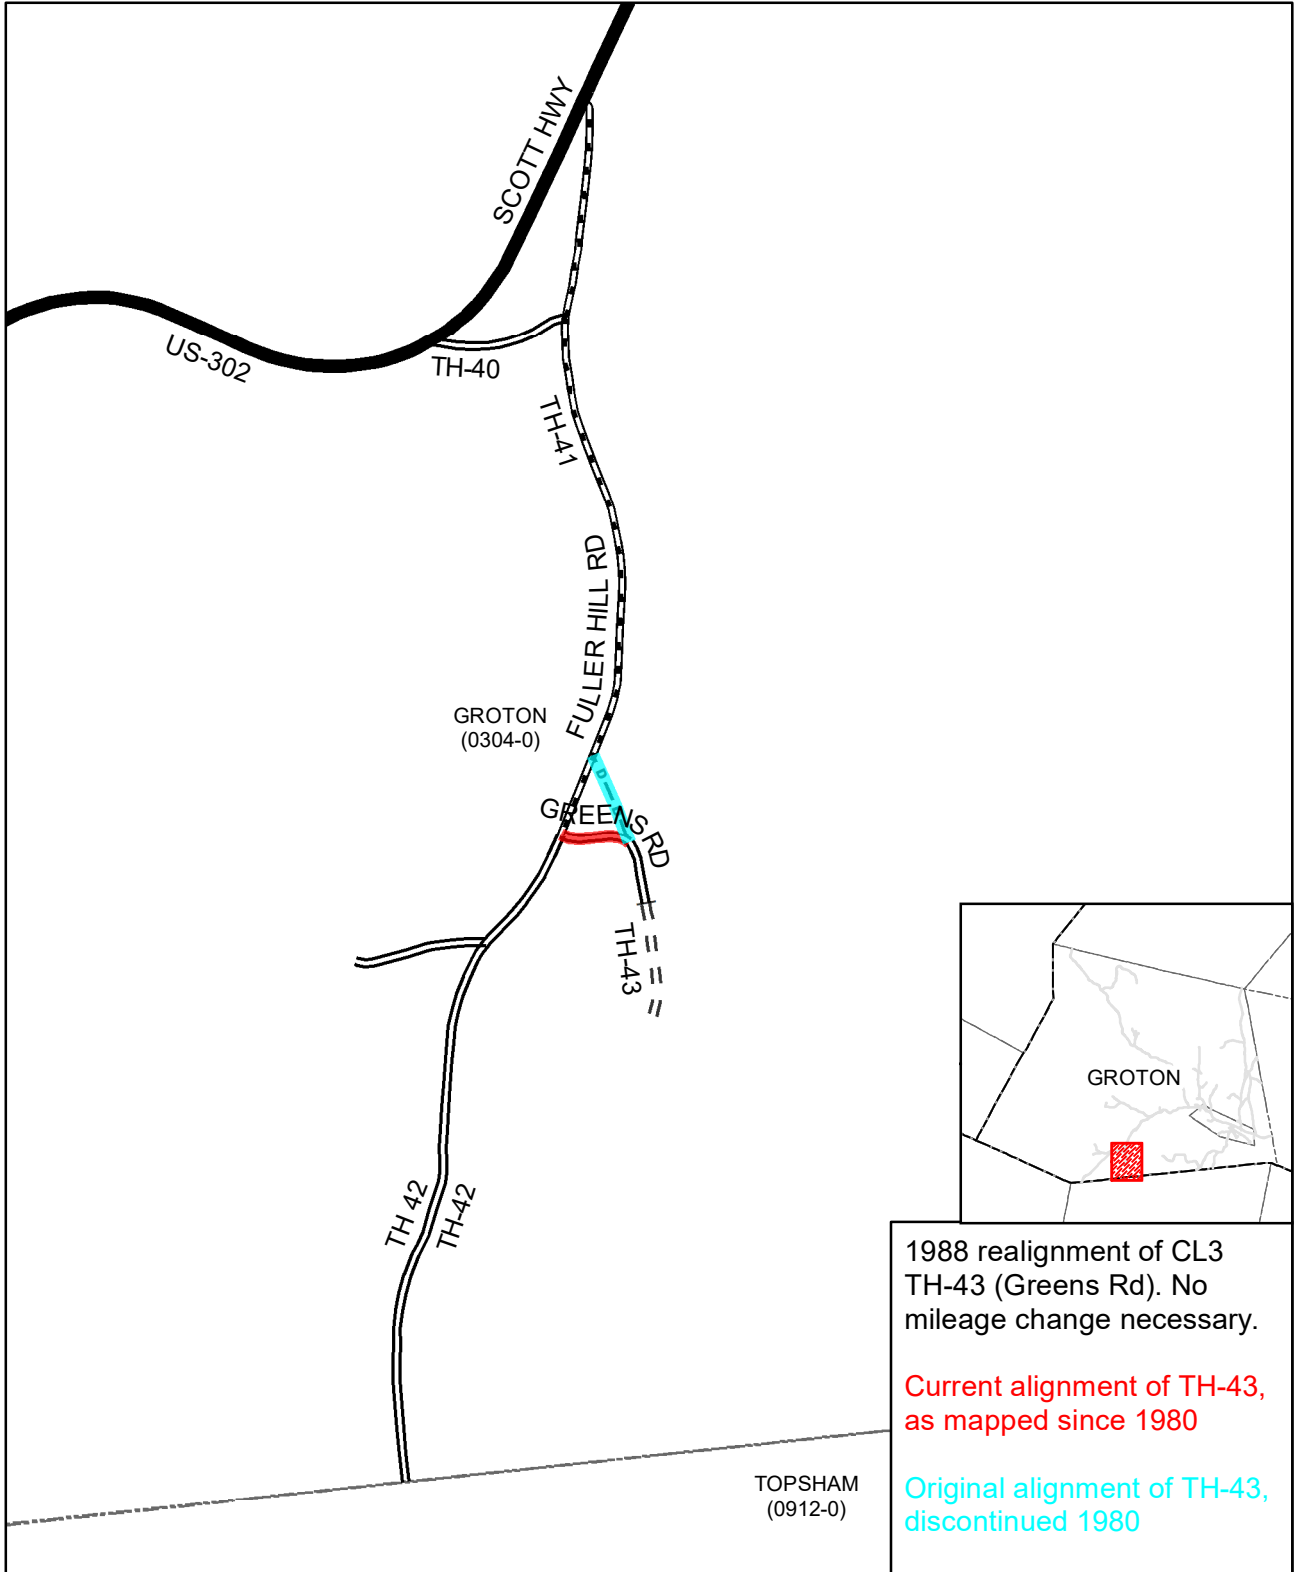 SCOTT HWY
US-302
TH-40
TH-41
FULLER HILL RD
GROTON
(0304-0)
D
GREENS RD
TH-43
GROTON
TH 42
TH-42
1988 realignment of CL3
TH-43 (Greens Rd). No
mileage change necessary.
Current alignment of TH-43,
as mapped since 1980
Original alignment of TH-43,
discontinued 1980
TOPSHAM
(0912-0)